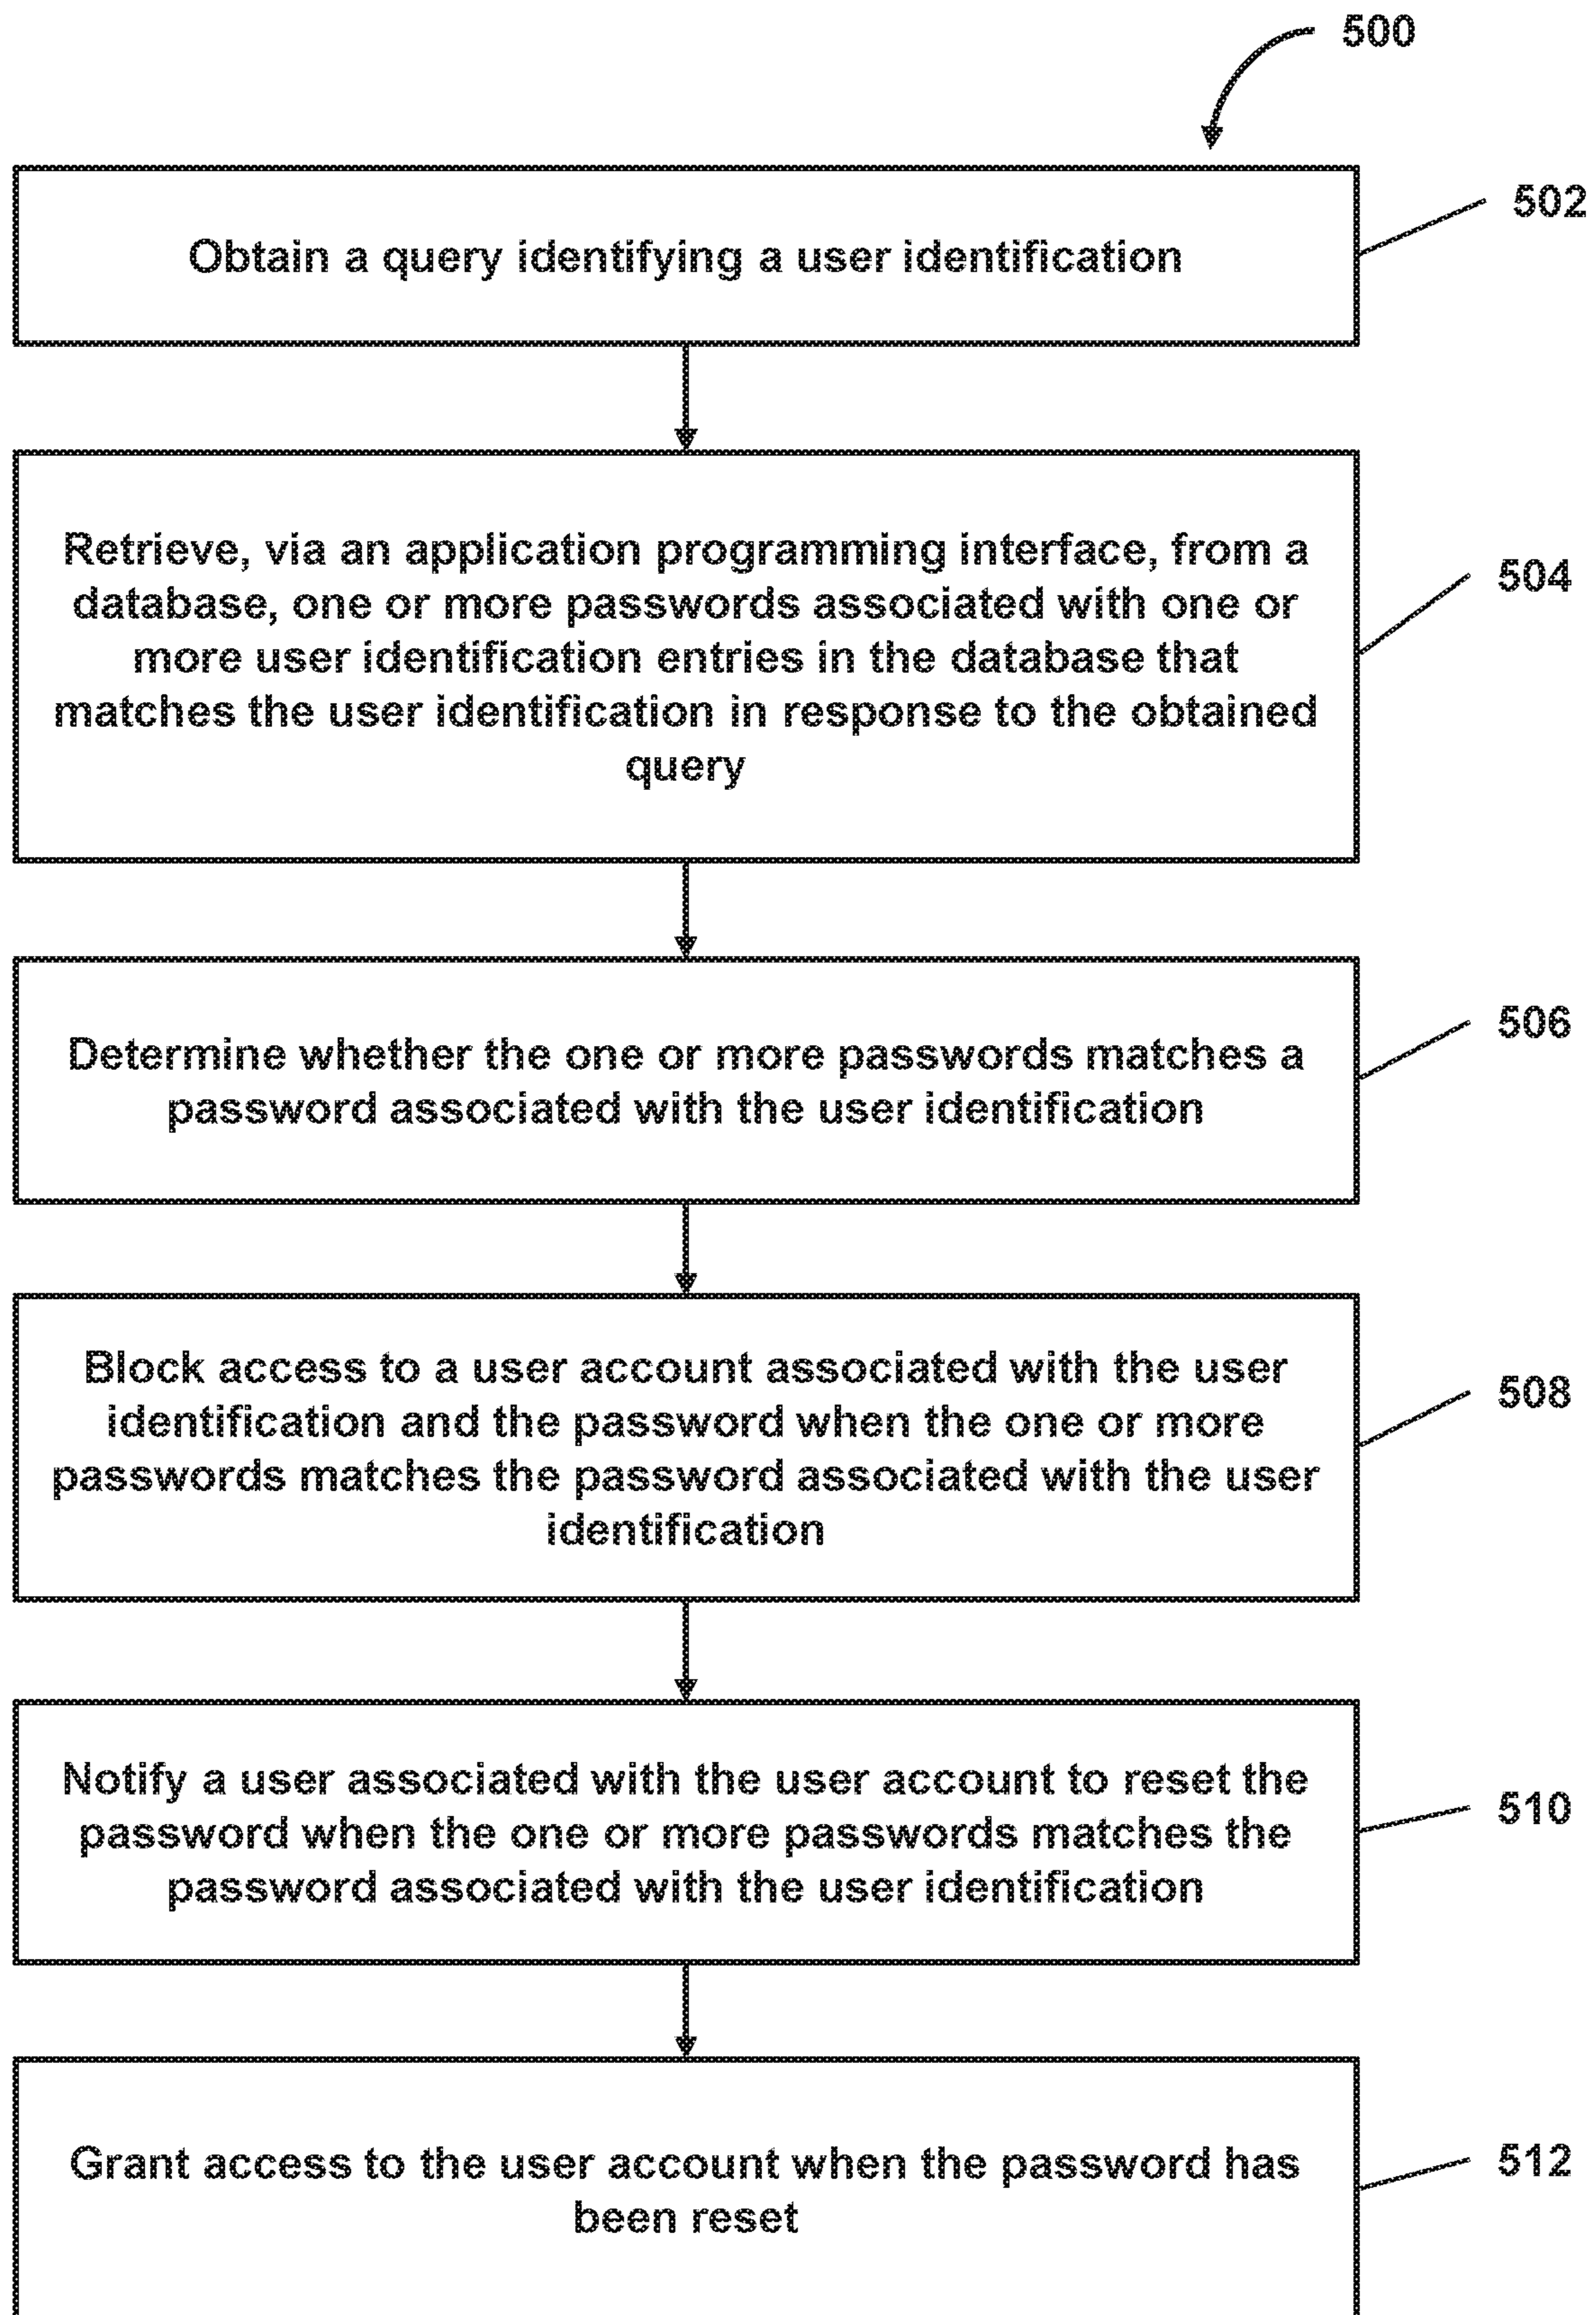 500
Obtain a query identifying a user identification
502
Retrieve, via an application programming interface, from a
database, one or more passwords associated with one or
more user identification entries in the database that
matches the user identification in response to the obtained
query
504
Determine whether the one or more passwords matches a
password associated with the user identification
506
Block access to a user account associated with the user
identification and the password when the one or more
passwords matches the password associated with the user
identification
508
Notify a user associated with the user account to reset the
password when the one or more passwords matches the
password associated with the user identification
510
Grant access to the user account when the password has
been reset
512